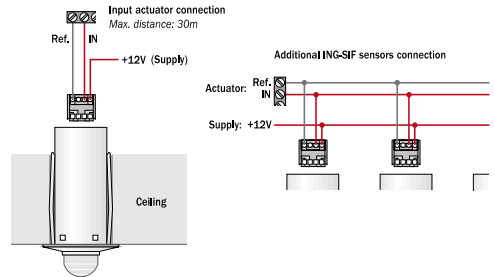 Input actuator connection
Max. distance: 30m
Ref.
IN
+12V (Supply)
Ceiling
Additional ING-SIF sensors connection
Actuator:
Ref.
IN
Supply: +12V